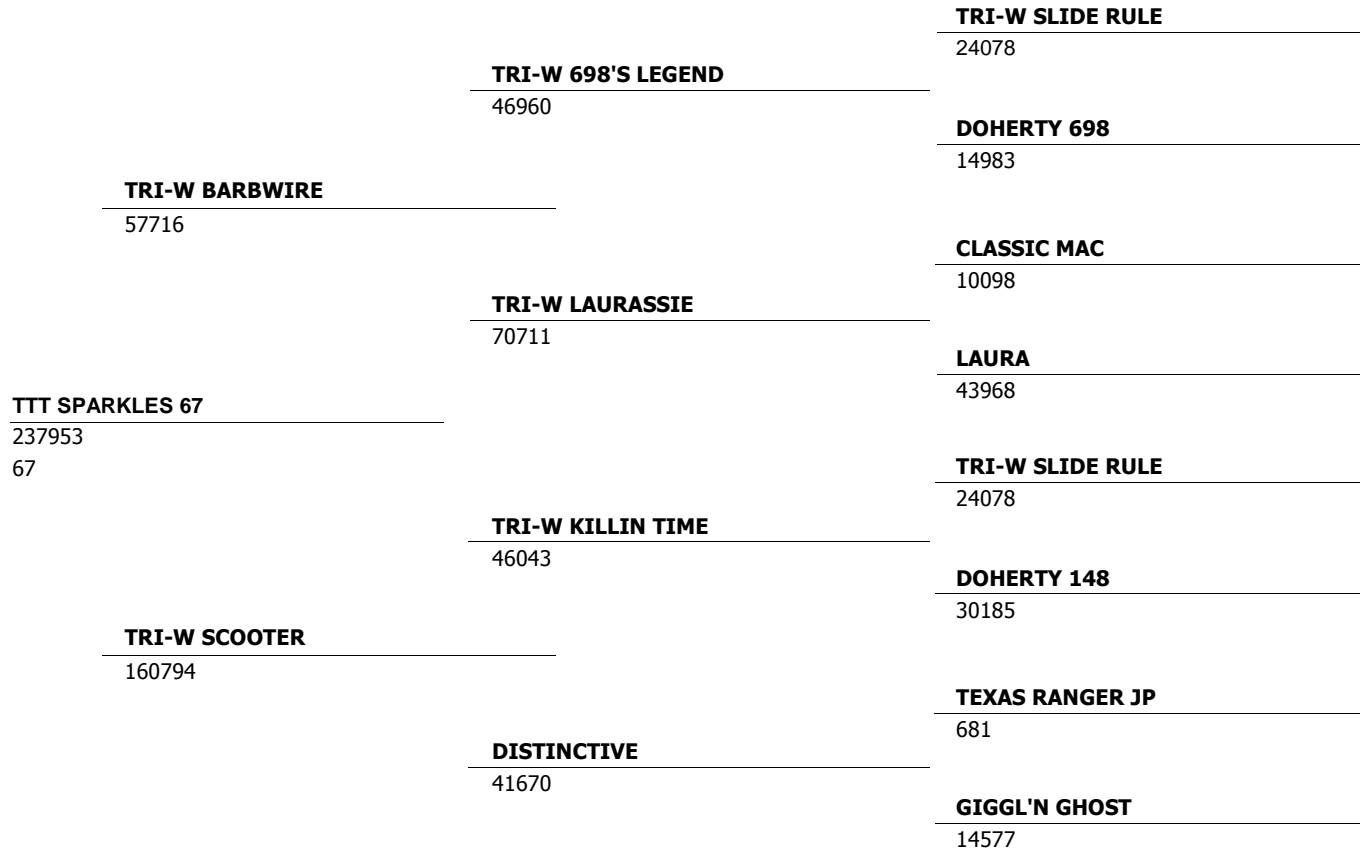 TRI-W SLIDE RULE
24078
TRI-W 698'S LEGEND
46960
DOHERTY 698
14983
TRI-W BARBWIRE
57716
CLASSIC MAC
10098
TRI-W LAURASSIE
70711
LAURA
43968
TTT SPARKLES 67
237953
67
TRI-W SLIDE RULE
24078
TRI-W KILLIN TIME
46043
DOHERTY 148
30185
TRI-W SCOOTER
160794
TEXAS RANGER JP
681
DISTINCTIVE
41670
GIGGL'N GHOST
14577